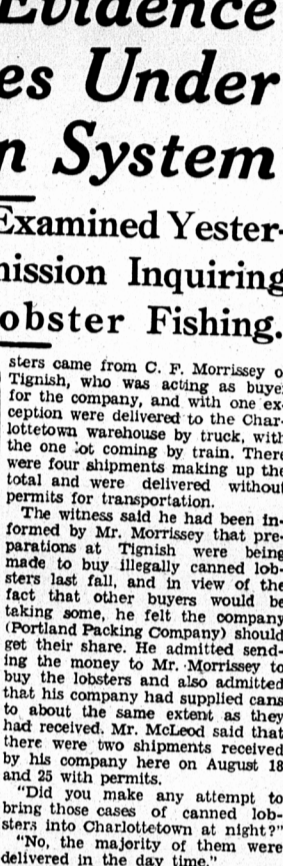 Evidence
es Under
n System
Examined Yester-
ission Inquiring
obster Fishing.
sters came from C. F. Morrissey o
Tignish, who was acting as buye
for the company, and with one ex-
ception were delivered to the Char-
lottetown warehouse by truck, with
the one lot coming by train. There
were four shipments making up the
total and were delivered without
permits for transportation.
The witness said he had been in-
formed by Mr. Morrissey that pre-
parations at Tignish were being
made to buy illegally canned lob-
sters last fall, and in view of the
fact that other buyers would be
taking some, he felt the company
(Portland Packing Company) should
get their share. He admitted send-
ing the money to Mr. Morrissey to
buy the lobsters and also admitted
that his company had supplied cans
to about the same extent as they
had received. Mr. McLeod said that
there were two shipments received
by his company here on August 18
and 25 with permits.
"Did you make any attempt to
bring those cases of canned lob-
sters into Charlottetown at night?"
"No, the majority of them were
delivered in the day time."